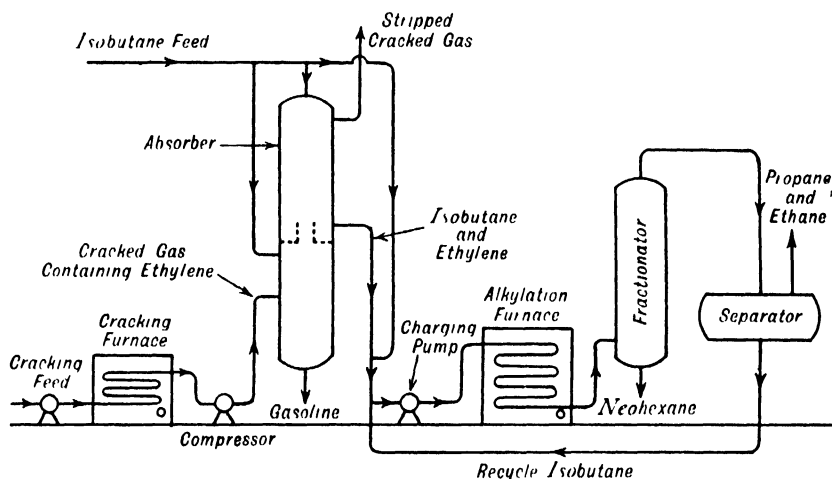 Isobutane Feed
Stripped
Cracked Gas
Absorber
Cracked Gas
Containing Ethylene
Isobutane
and
Ethylene
Propane
and
Ethane
Fractionator
Separator
Alkylation
Furnace
Charging
Pump
Cracking
Furnace
Cracking
Feed
Compressor
Gasoline
Neohexane
Recycle Isobutane